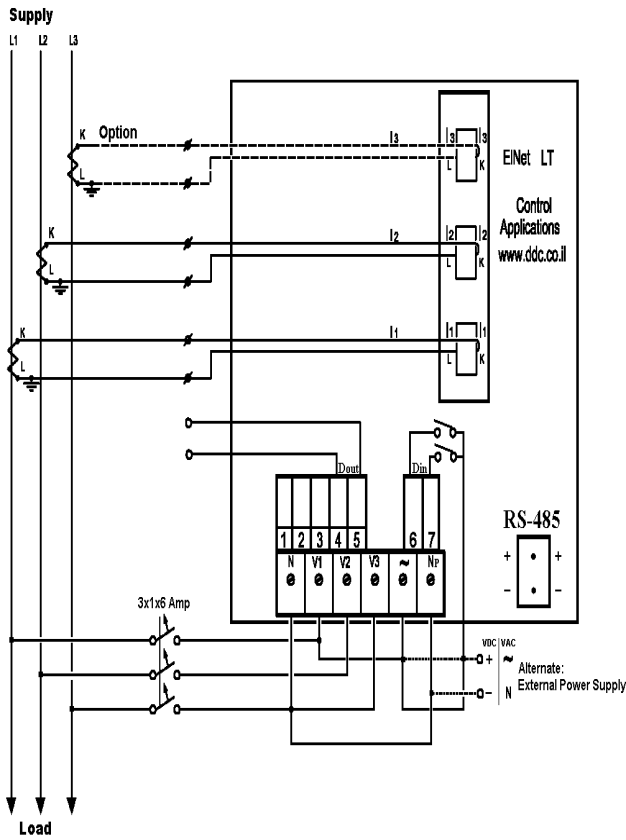 Supply
L1 L2 L3
K Option I3 I3 I3
L L K
ElNet LT
Control
Applications
www.ddc.co.il
K I2 I2 I2
L L K
K I1 I1 I1
L L K
Dout Din
1 2 3 4 5 6 7
N V1 V2 V3 ~ NP
RS-485
+ +
– –
3x1x6 Amp
VDC VAC
+ ~
– N
Alternate:
External Power Supply
Load